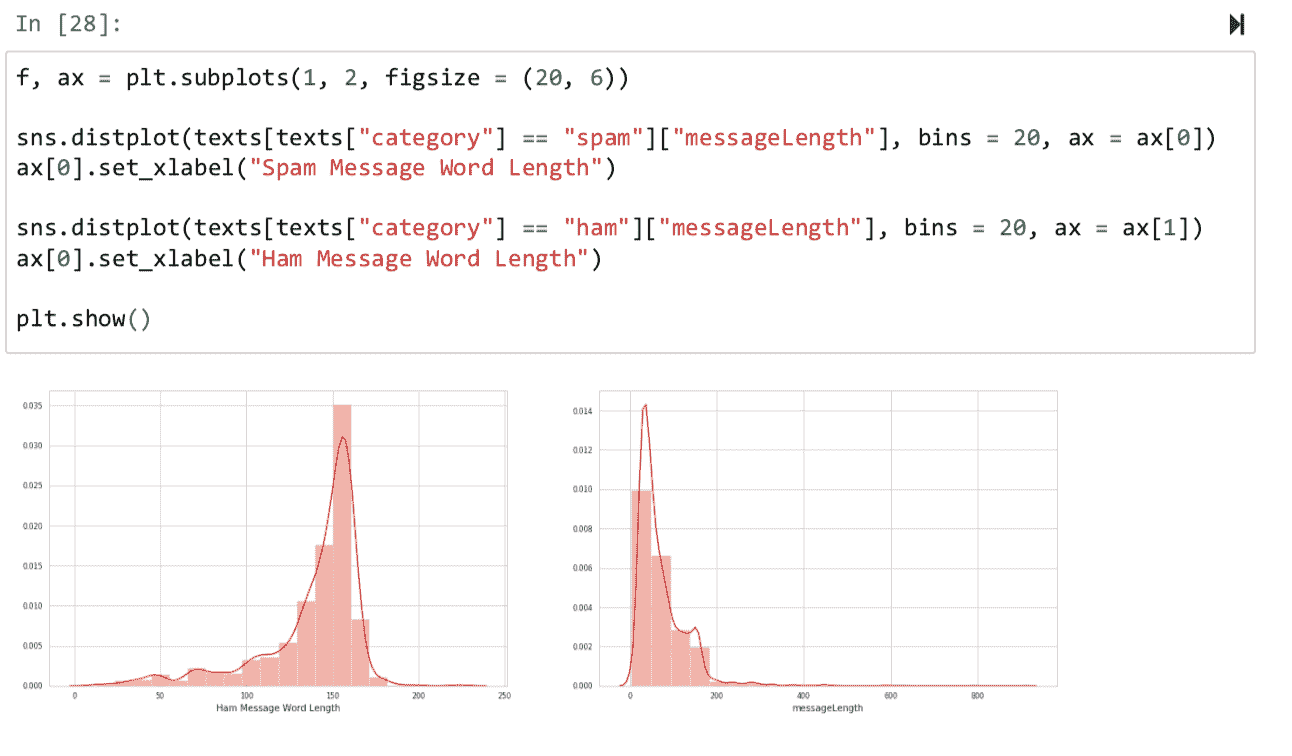 In [28]:
f, ax = plt.subplots(1, 2, figsize = (20, 6))
sns.distplot(texts[texts["category"] == "spam"]["messageLength"], bins = 20, ax = ax[0])
ax[0].set_xlabel("Spam Message Word Length")
sns.distplot(texts[texts["category"] == "ham"]["messageLength"], bins = 20, ax = ax[1])
ax[0].set_xlabel("Ham Message Word Length")
plt.show()
0.035
0.030
0.025
0.020
0.015
0.010
0.005
0.000
0 50 100 150 200 250
Ham Message Word Length
0.014
0.012
0.010
0.008
0.006
0.004
0.002
0.000
0 200 400 600 800
messageLength